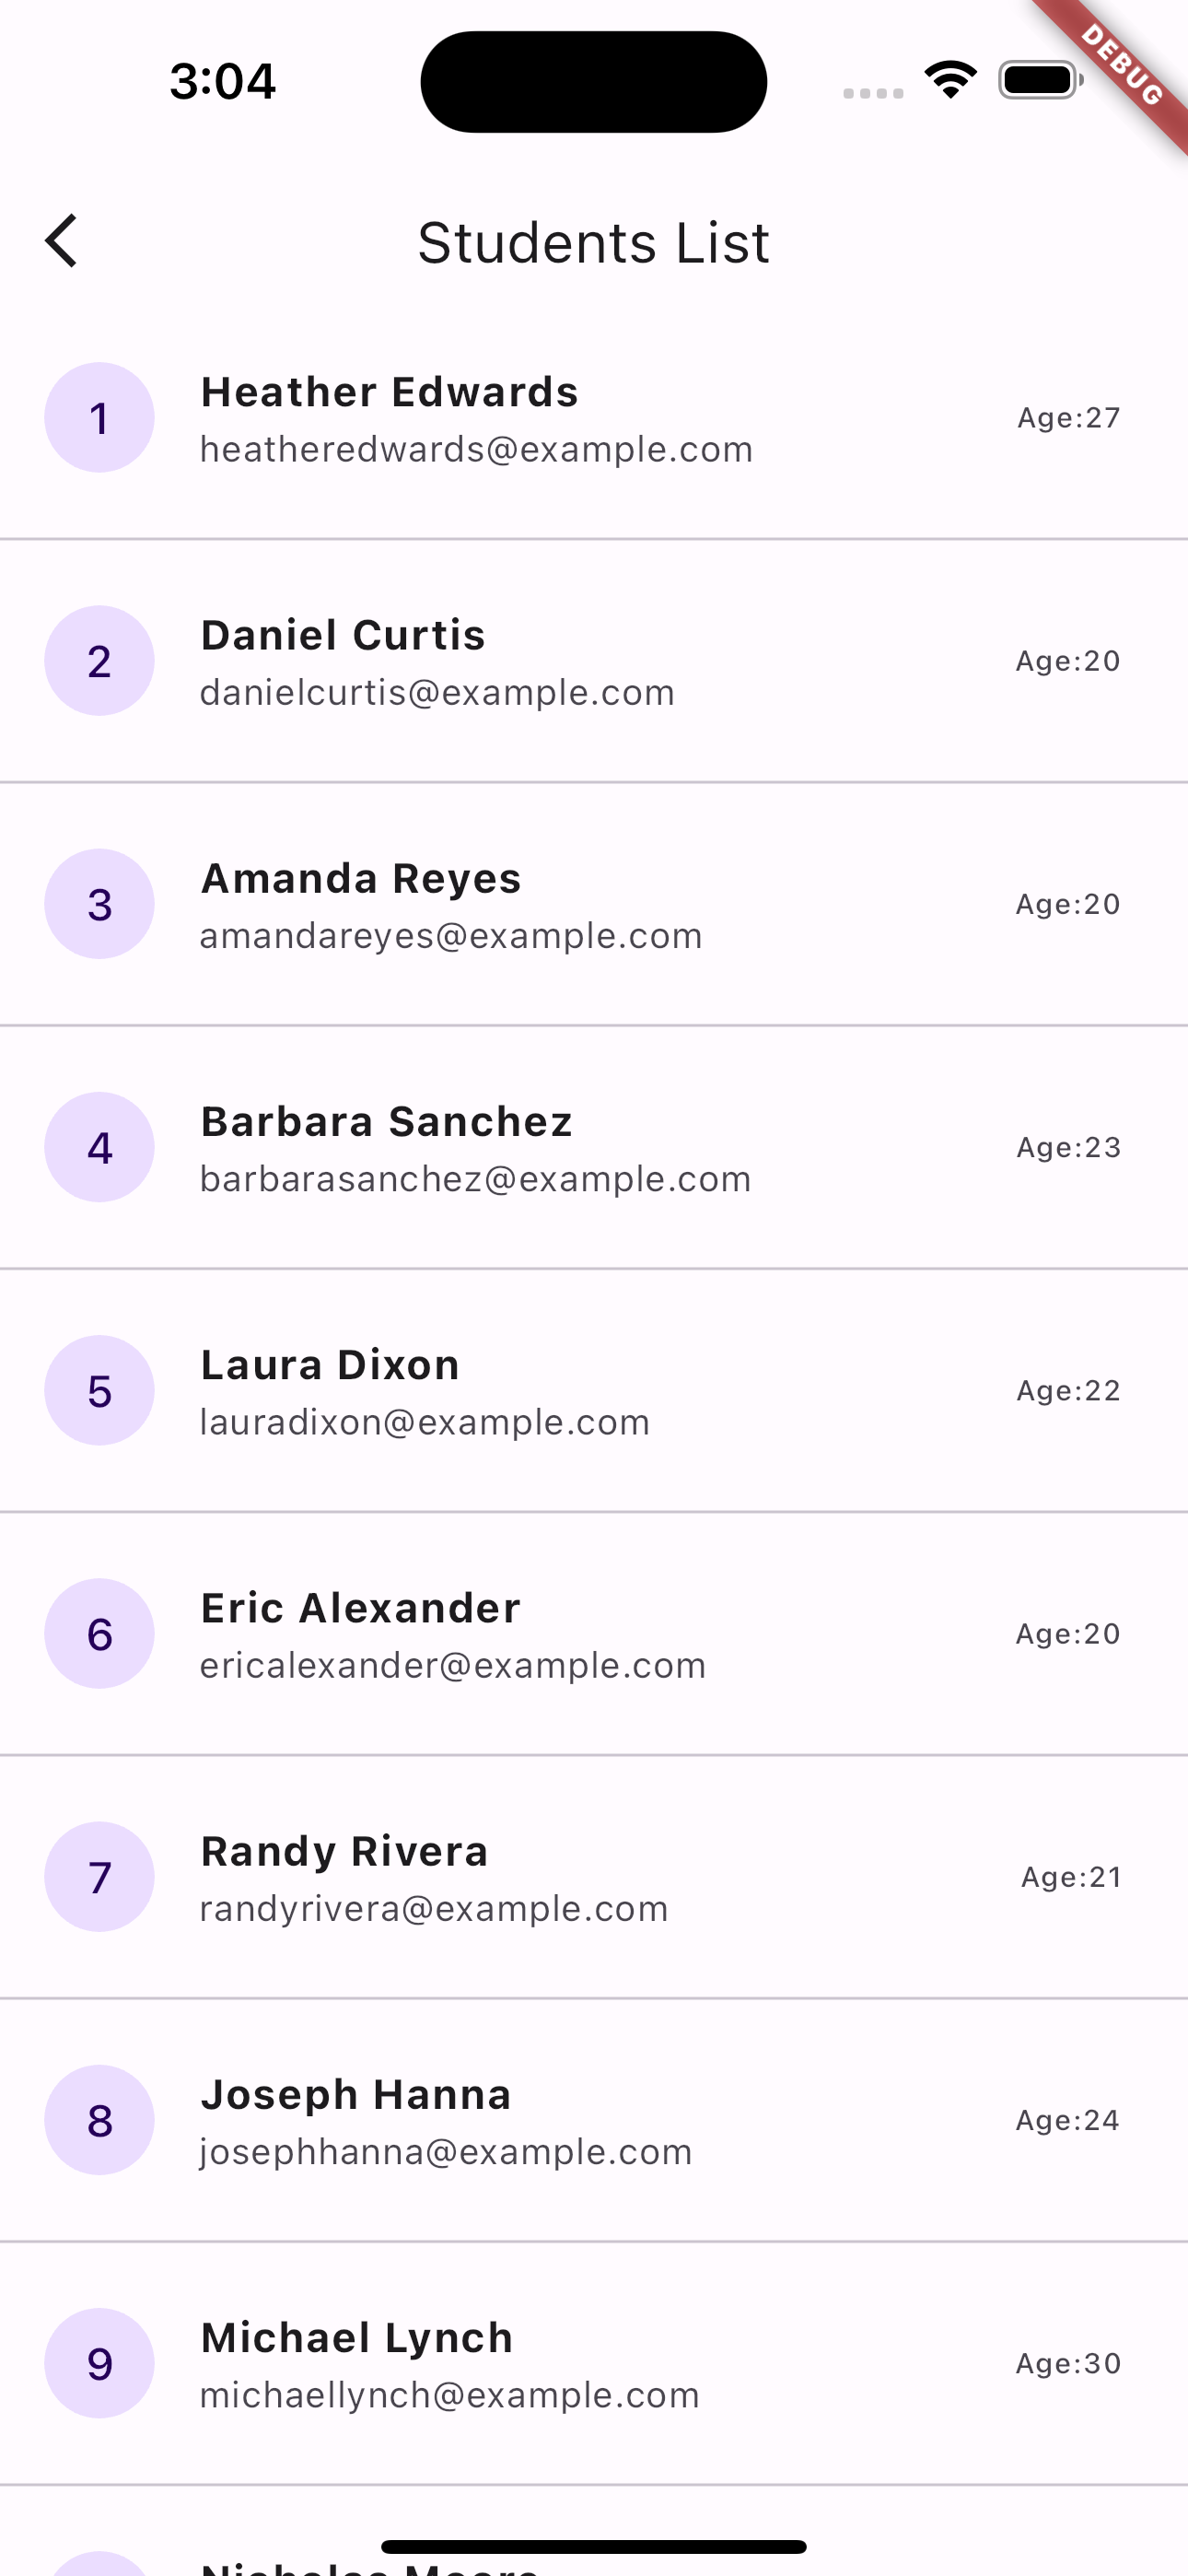 3:04
DEBUG
Students List
1
Heather Edwards
heatheredwards@example.com
Age:27
2
Daniel Curtis
danielcurtis@example.com
Age:20
3
Amanda Reyes
amandareyes@example.com
Age:20
4
Barbara Sanchez
barbarasanchez@example.com
Age:23
5
Laura Dixon
lauradixon@example.com
Age:22
6
Eric Alexander
ericalexander@example.com
Age:20
7
Randy Rivera
randyrivera@example.com
Age:21
8
Joseph Hanna
josephhanna@example.com
Age:24
9
Michael Lynch
michaellynch@example.com
Age:30